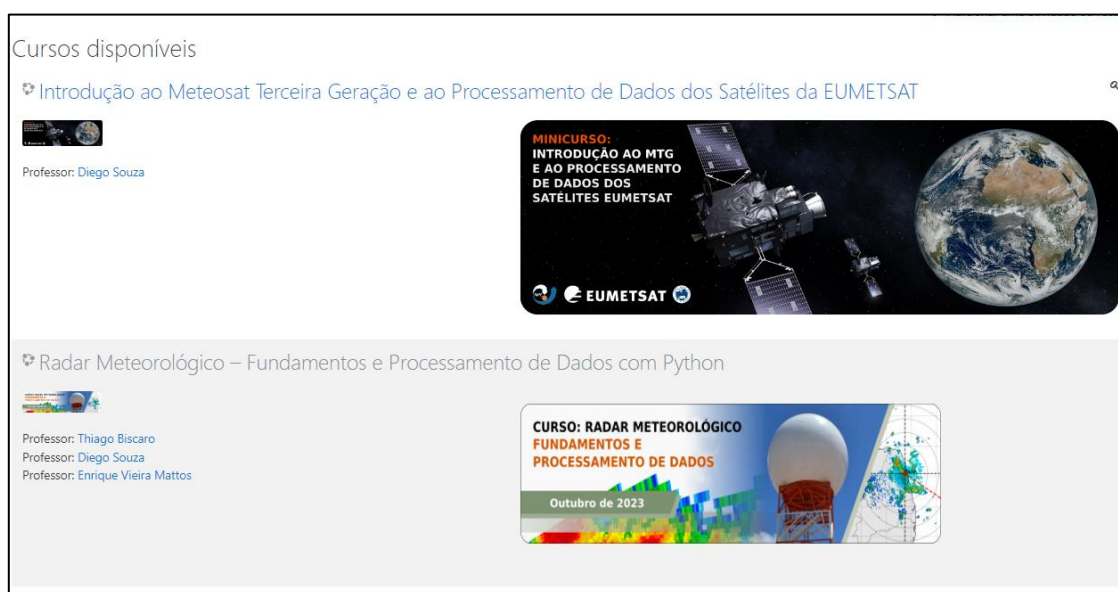 Cursos disponíveis
Introdução ao Meteosat Terceira Geração e ao Processamento de Dados dos Satélites da EUMETSAT
Professor: Diego Souza
MINICURSO:
INTRODUÇÃO AO MTG
E AO PROCESSAMENTO
DE DADOS DOS
SATÉLITES EUMETSAT
EUMETSAT
Radar Meteorológico – Fundamentos e Processamento de Dados com Python
Professor: Thiago Biscaro
Professor: Diego Souza
Professor: Enrique Vieira Mattos
CURSO: RADAR METEOROLÓGICO
FUNDAMENTOS E
PROCESSAMENTO DE DADOS
Outubro de 2023